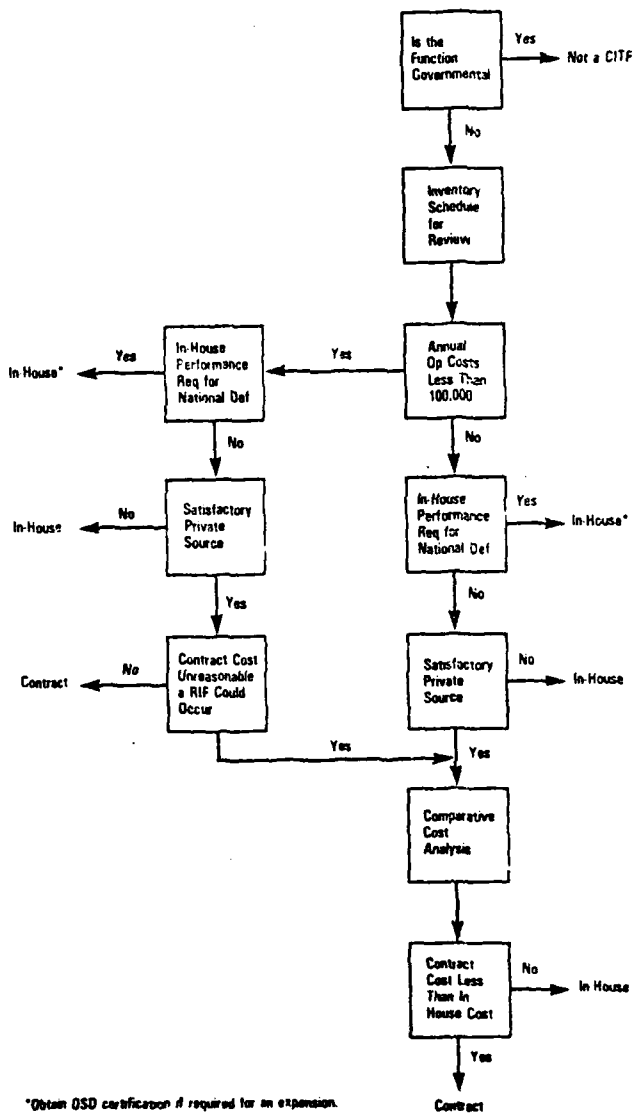 Is the
Function
Governmental
Yes
Not a CITF
No
Inventory
Schedule
for
Review
Annual
Op Costs
Less Than
100.000
Yes
In-House
Performance
Req for
National Def
Yes
In-House*
No
No
Satisfactory
Private
Source
No
In-House
In-House
Performance
Req for
National Def
Yes
In-House*
Yes
No
Contract Cost
Unreasonable
a RIF Could
Occur
No
Contract
Satisfactory
Private
Source
No
In-House
Yes
Yes
Comparative
Cost
Analysis
Contract
Cost Less
Than In
House Cost
No
In House
Yes
Contract
*Obtain OSD certification if required for an expansion.